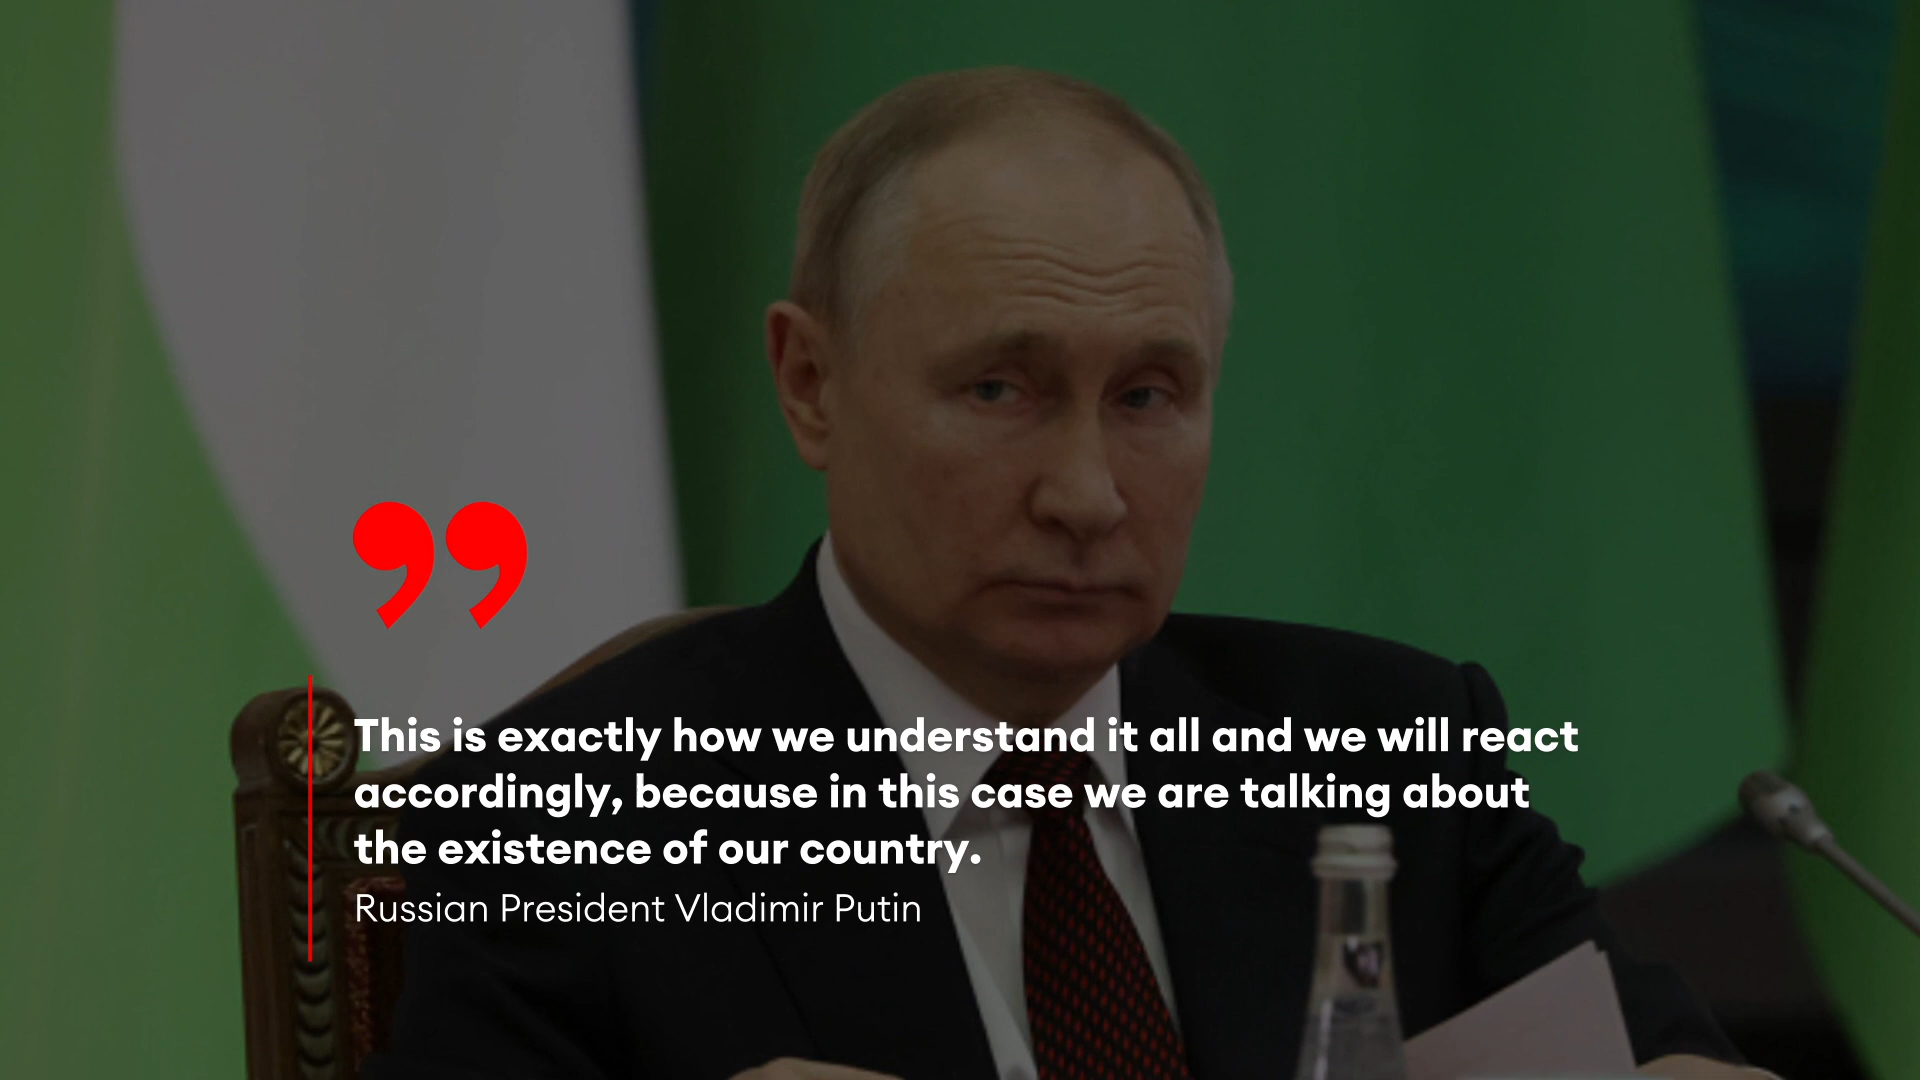 ”
This is exactly how we understand it all and we will react
accordingly, because in this case we are talking about
the existence of our country.
Russian President Vladimir Putin